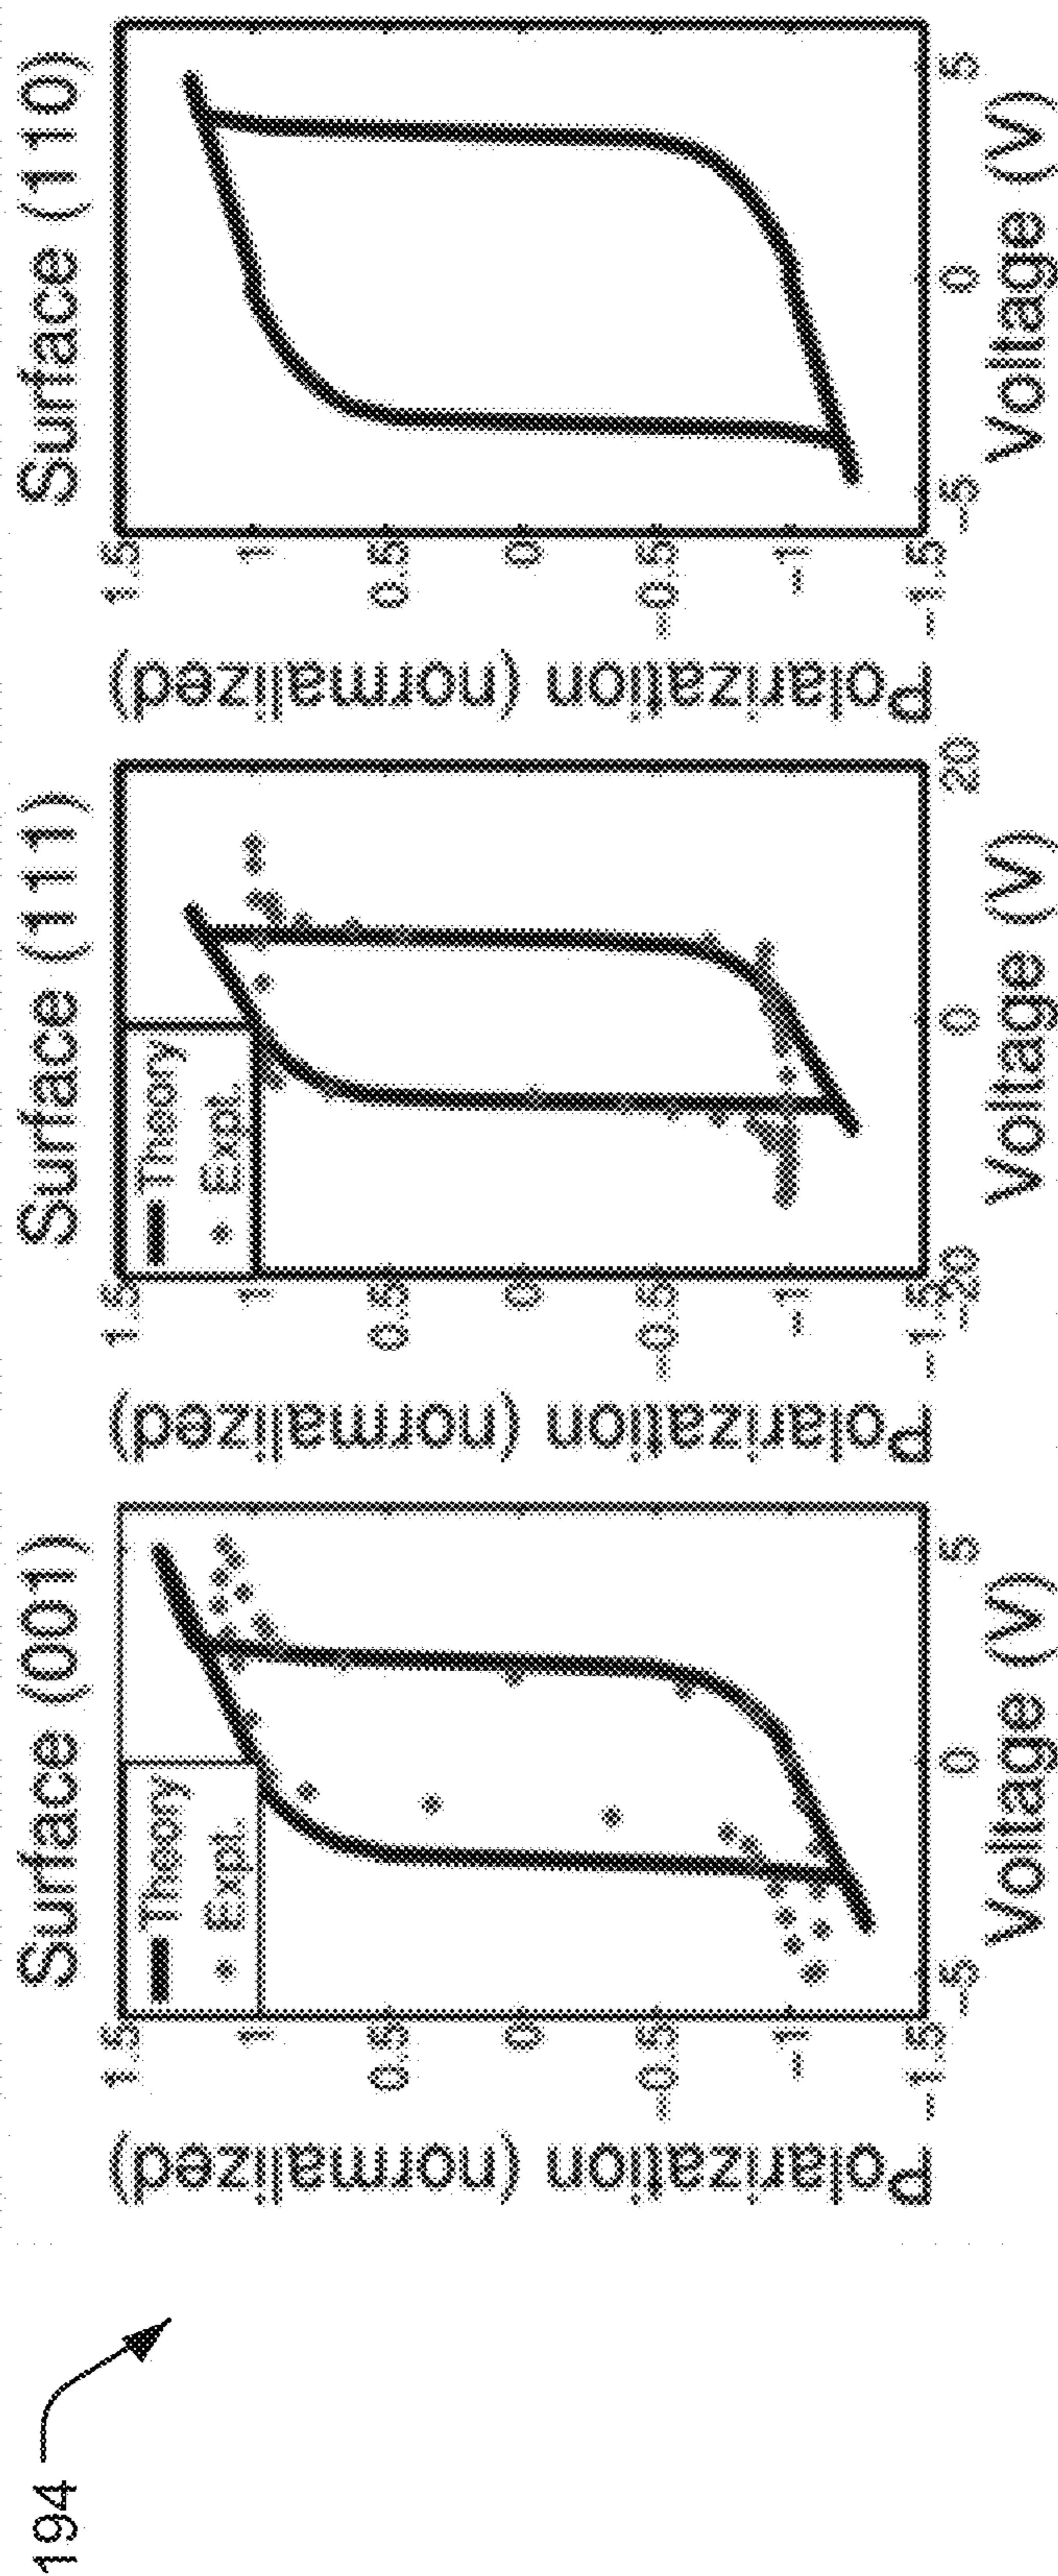 194
Surface (001)
Polarization (normalized)
1.5
1
0.5
0
−0.5
−1
−1.5
Theory
Expt.
−5
0
5
Voltage (V)
Surface (111)
Polarization (normalized)
1.5
1
0.5
0
−0.5
−1
−1.5
Theory
Expt.
−20
0
20
Voltage (V)
Surface (110)
Polarization (normalized)
1.5
1
0.5
0
−0.5
−1
−1.5
−5
0
5
Voltage (V)